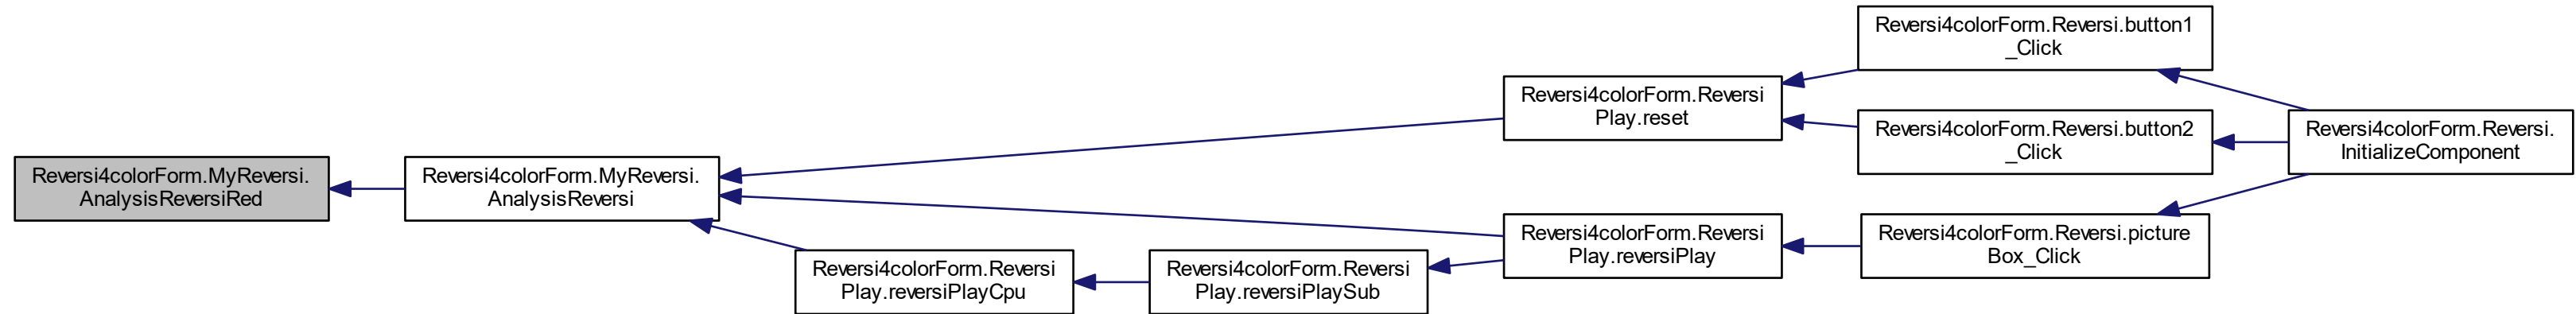 Reversi4colorForm.MyReversi.
AnalysisReversiRed
Reversi4colorForm.MyReversi.
AnalysisReversi
Reversi4colorForm.Reversi
Play.reset
Reversi4colorForm.Reversi.button1
_Click
Reversi4colorForm.Reversi.
InitializeComponent
Reversi4colorForm.Reversi.button2
_Click
Reversi4colorForm.Reversi
Play.reversiPlay
Reversi4colorForm.Reversi.picture
Box_Click
Reversi4colorForm.Reversi
Play.reversiPlayCpu
Reversi4colorForm.Reversi
Play.reversiPlaySub